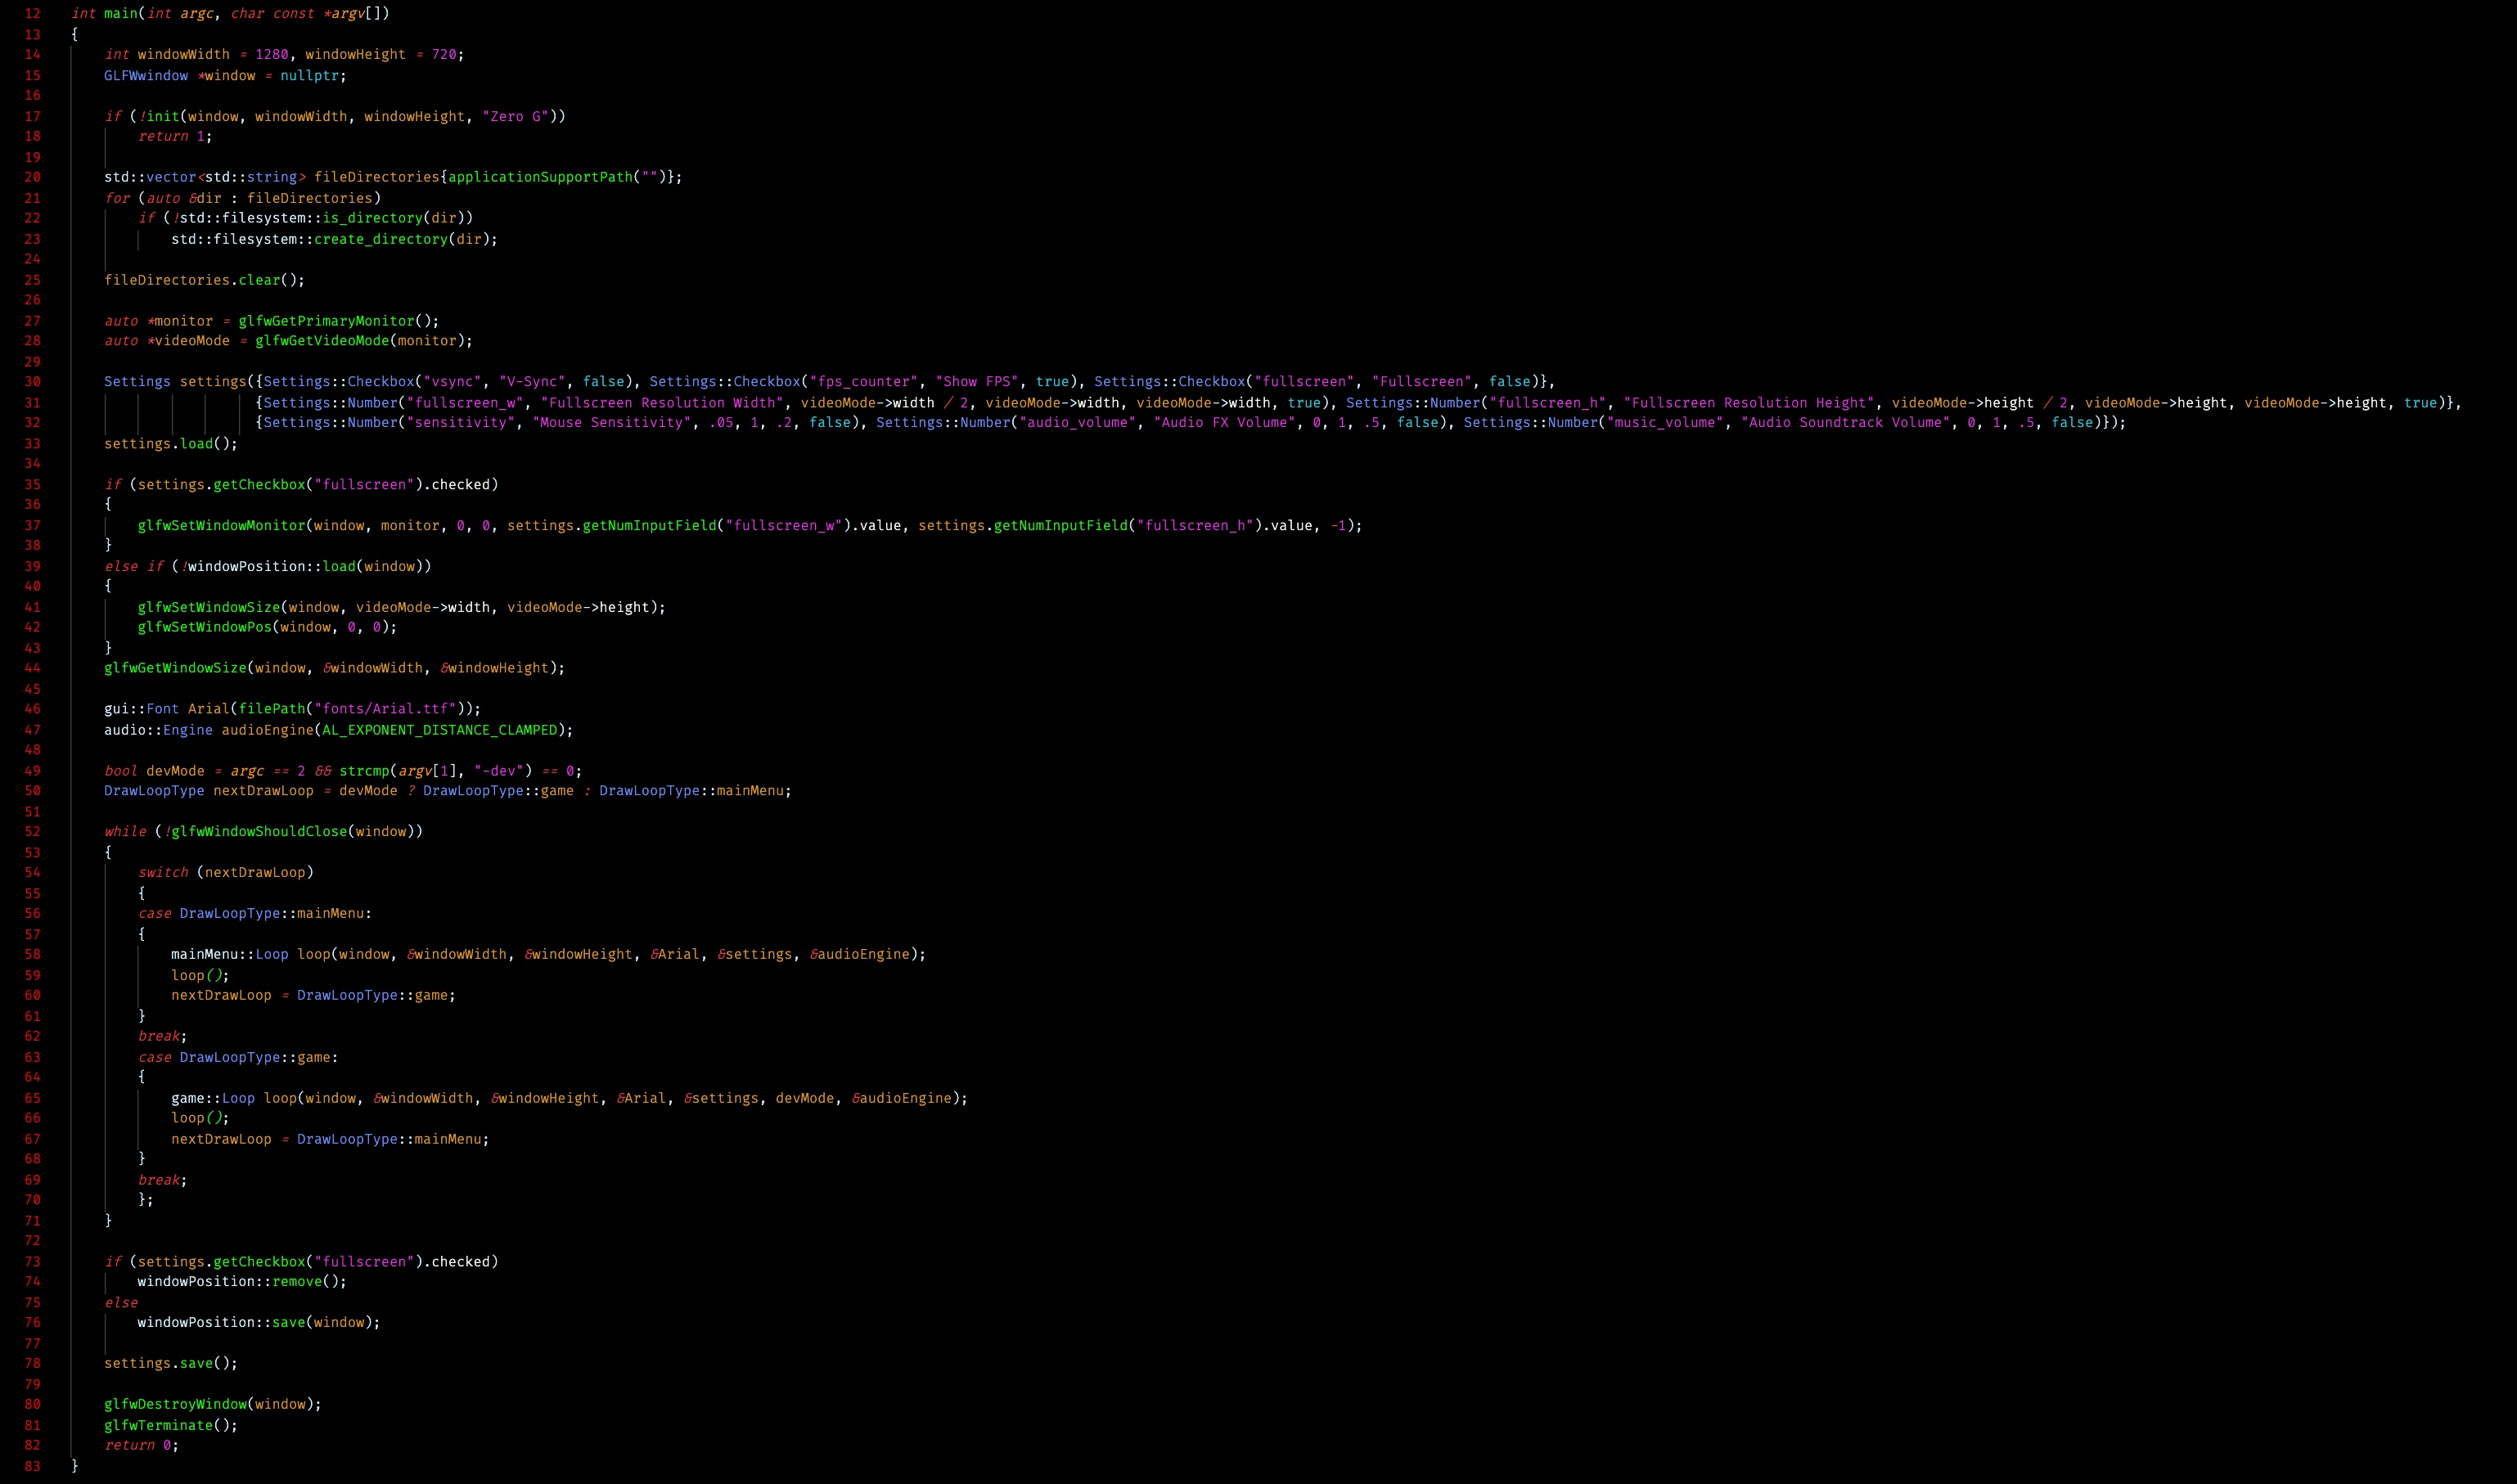 12 int main(int argc, char const *argv[])
13 {
14     int windowWidth = 1280, windowHeight = 720;
15     GLFWwindow *window = nullptr;
16
17     if (!init(window, windowWidth, windowHeight, "Zero G"))
18         return 1;
19
20     std::vector<std::string> fileDirectories{applicationSupportPath("")};
21     for (auto &dir : fileDirectories)
22         if (!std::filesystem::is_directory(dir))
23             std::filesystem::create_directory(dir);
24
25     fileDirectories.clear();
26
27     auto *monitor = glfwGetPrimaryMonitor();
28     auto *videoMode = glfwGetVideoMode(monitor);
29
30     Settings settings({Settings::Checkbox("vsync", "V-Sync", false), Settings::Checkbox("fps_counter", "Show FPS", true), Settings::Checkbox("fullscreen", "Fullscreen", false)},
31                       {Settings::Number("fullscreen_w", "Fullscreen Resolution Width", videoMode->width / 2, videoMode->width, videoMode->width, true), Settings::Number("fullscreen_h", "Fullscreen Resolution Height", videoMode->height / 2, videoMode->height, videoMode->height, true)},
32                       {Settings::Number("sensitivity", "Mouse Sensitivity", .05, 1, .2, false), Settings::Number("audio_volume", "Audio FX Volume", 0, 1, .5, false), Settings::Number("music_volume", "Audio Soundtrack Volume", 0, 1, .5, false)});
33     settings.load();
34
35     if (settings.getCheckbox("fullscreen").checked)
36     {
37         glfwSetWindowMonitor(window, monitor, 0, 0, settings.getNumInputField("fullscreen_w").value, settings.getNumInputField("fullscreen_h").value, -1);
38     }
39     else if (!windowPosition::load(window))
40     {
41         glfwSetWindowSize(window, videoMode->width, videoMode->height);
42         glfwSetWindowPos(window, 0, 0);
43     }
44     glfwGetWindowSize(window, &windowWidth, &windowHeight);
45
46     gui::Font Arial(filePath("fonts/Arial.ttf"));
47     audio::Engine audioEngine(AL_EXPONENT_DISTANCE_CLAMPED);
48
49     bool devMode = argc == 2 && strcmp(argv[1], "-dev") == 0;
50     DrawLoopType nextDrawLoop = devMode ? DrawLoopType::game : DrawLoopType::mainMenu;
51
52     while (!glfwWindowShouldClose(window))
53     {
54         switch (nextDrawLoop)
55         {
56         case DrawLoopType::mainMenu:
57         {
58             mainMenu::Loop loop(window, &windowWidth, &windowHeight, &Arial, &settings, &audioEngine);
59             loop();
60             nextDrawLoop = DrawLoopType::game;
61         }
62         break;
63         case DrawLoopType::game:
64         {
65             game::Loop loop(window, &windowWidth, &windowHeight, &Arial, &settings, devMode, &audioEngine);
66             loop();
67             nextDrawLoop = DrawLoopType::mainMenu;
68         }
69         break;
70         };
71     }
72
73     if (settings.getCheckbox("fullscreen").checked)
74         windowPosition::remove();
75     else
76         windowPosition::save(window);
77
78     settings.save();
79
80     glfwDestroyWindow(window);
81     glfwTerminate();
82     return 0;
83 }